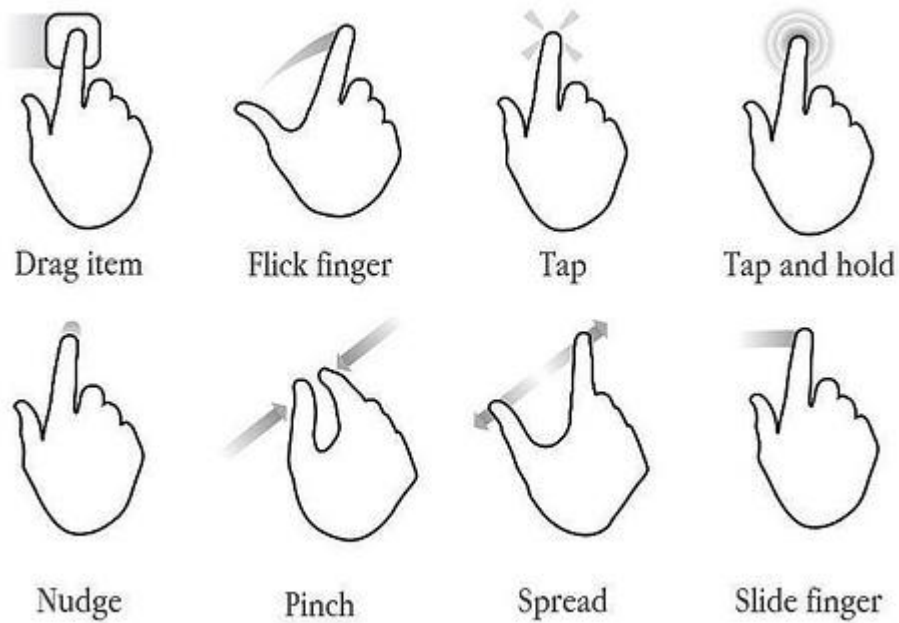 Drag item
Flick finger
Tap
Tap and hold
Nudge
Pinch
Spread
Slide finger